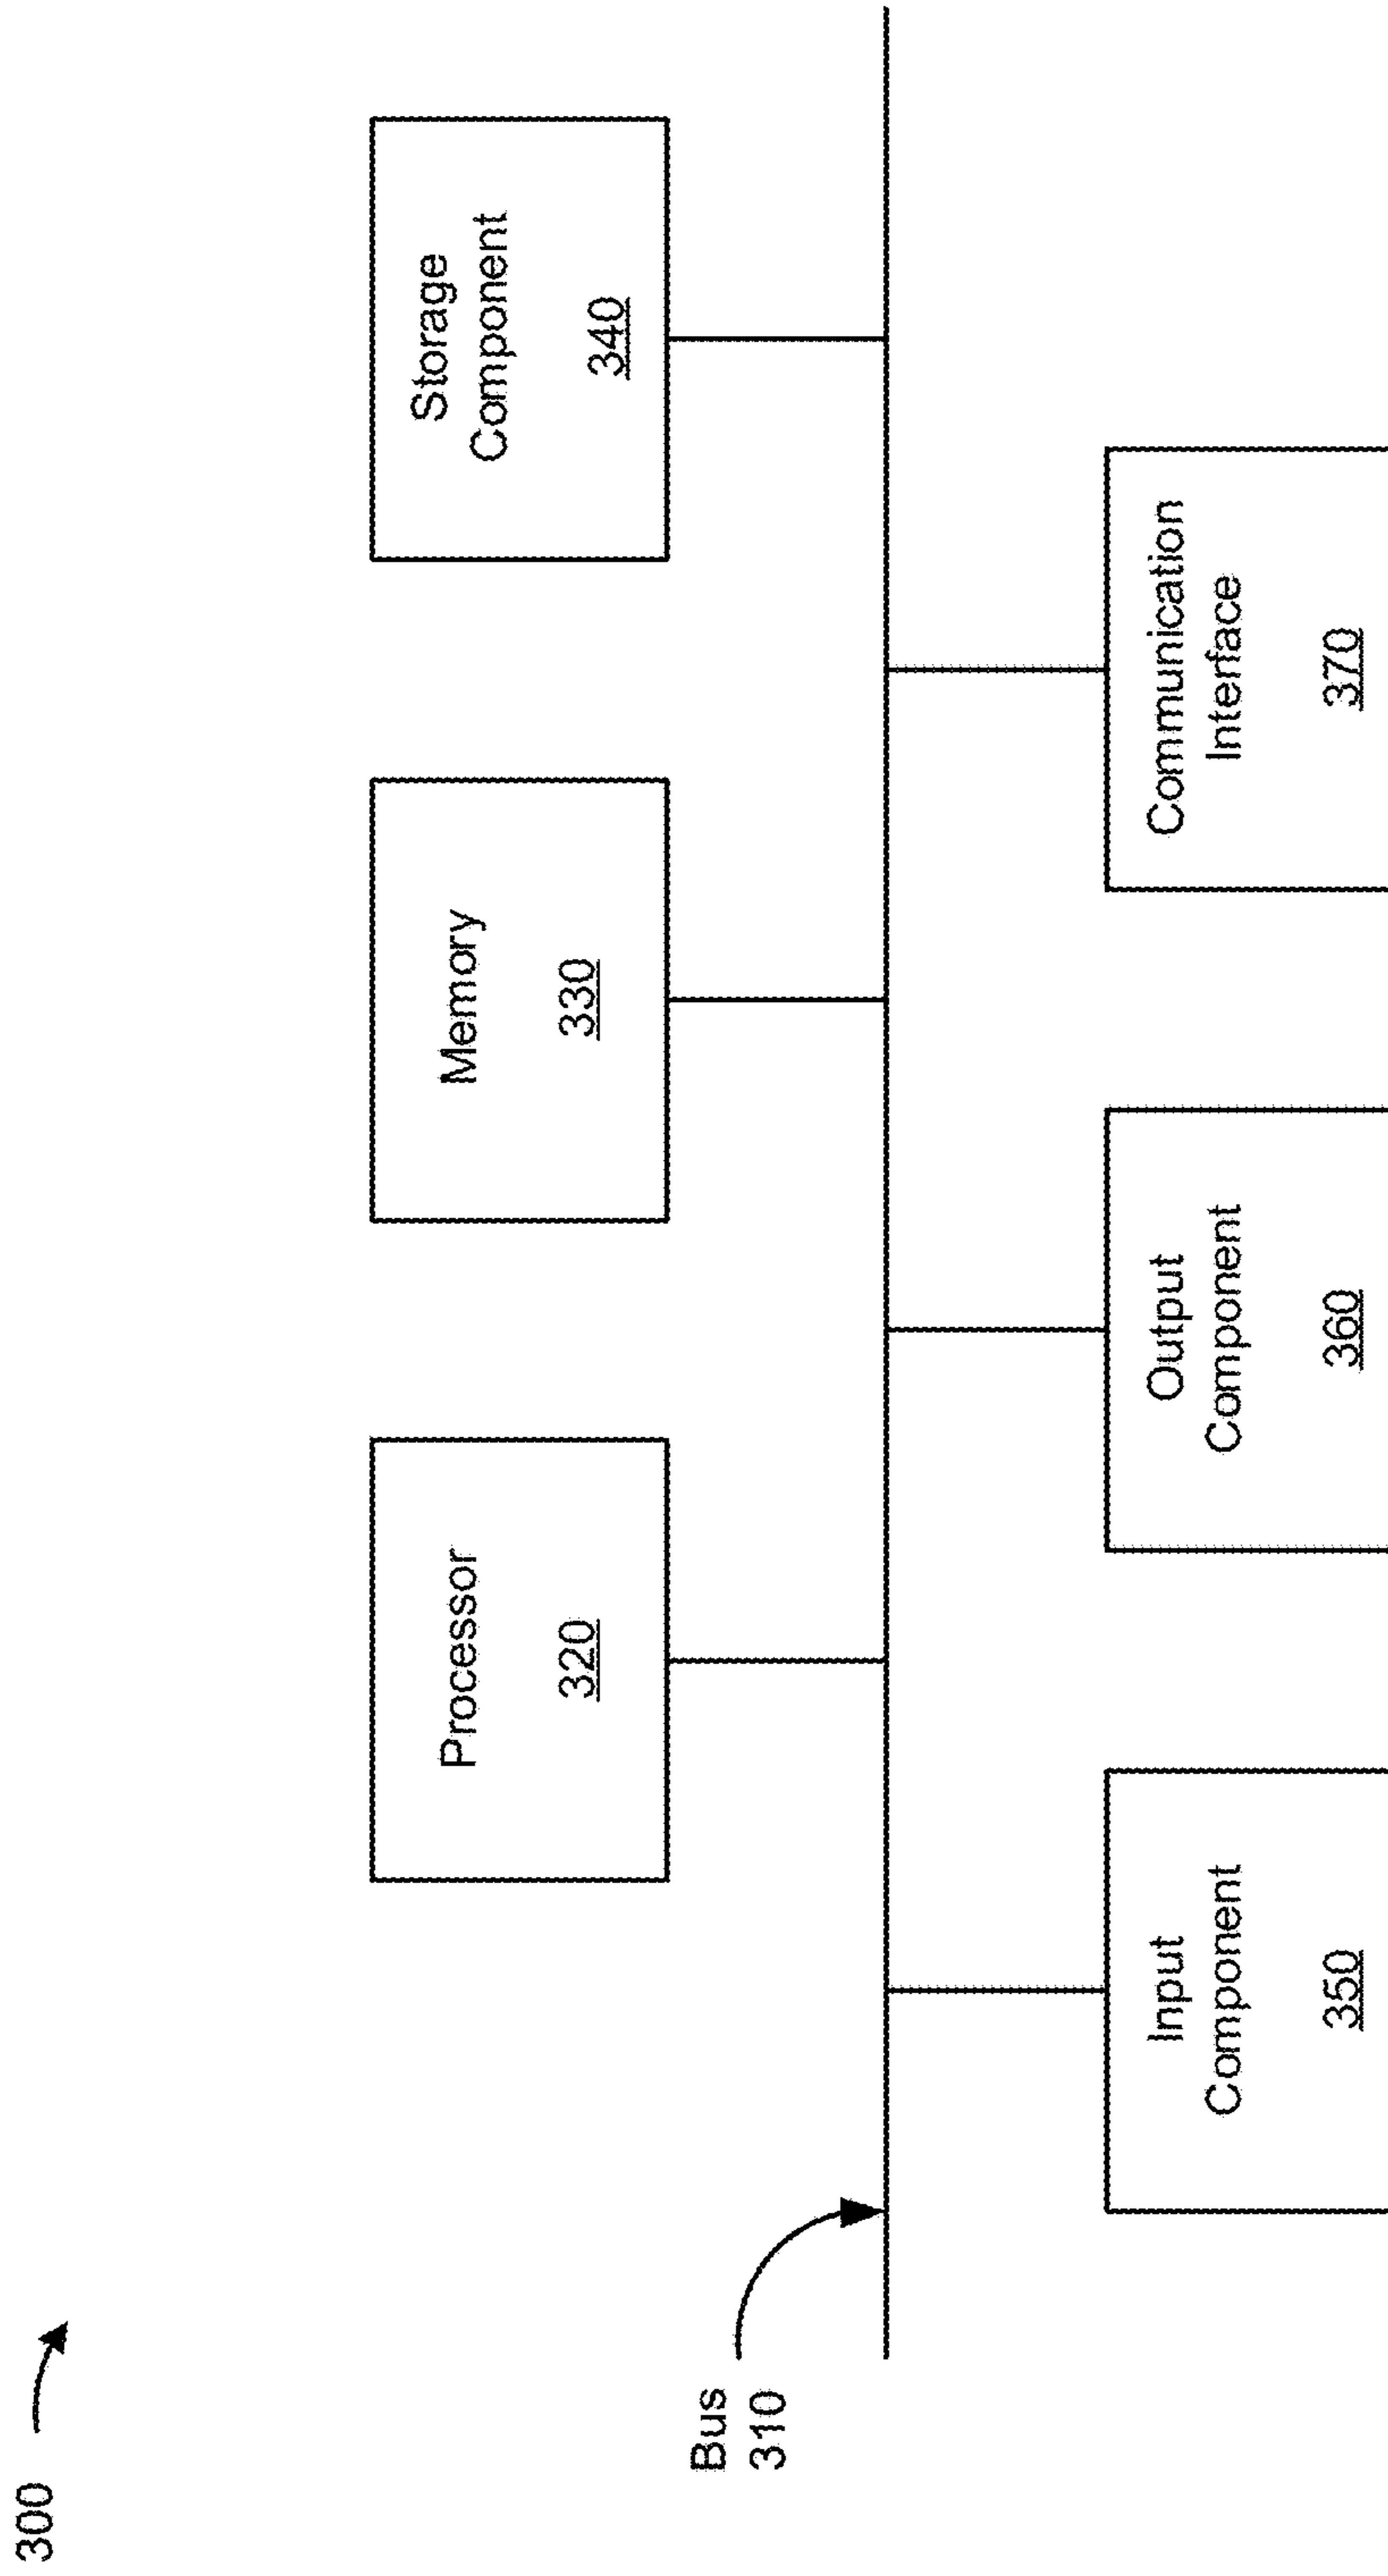 300
Processor
320
Memory
330
Storage
Component
340
Bus
310
Input
Component
350
Output
Component
360
Communication
Interface
370